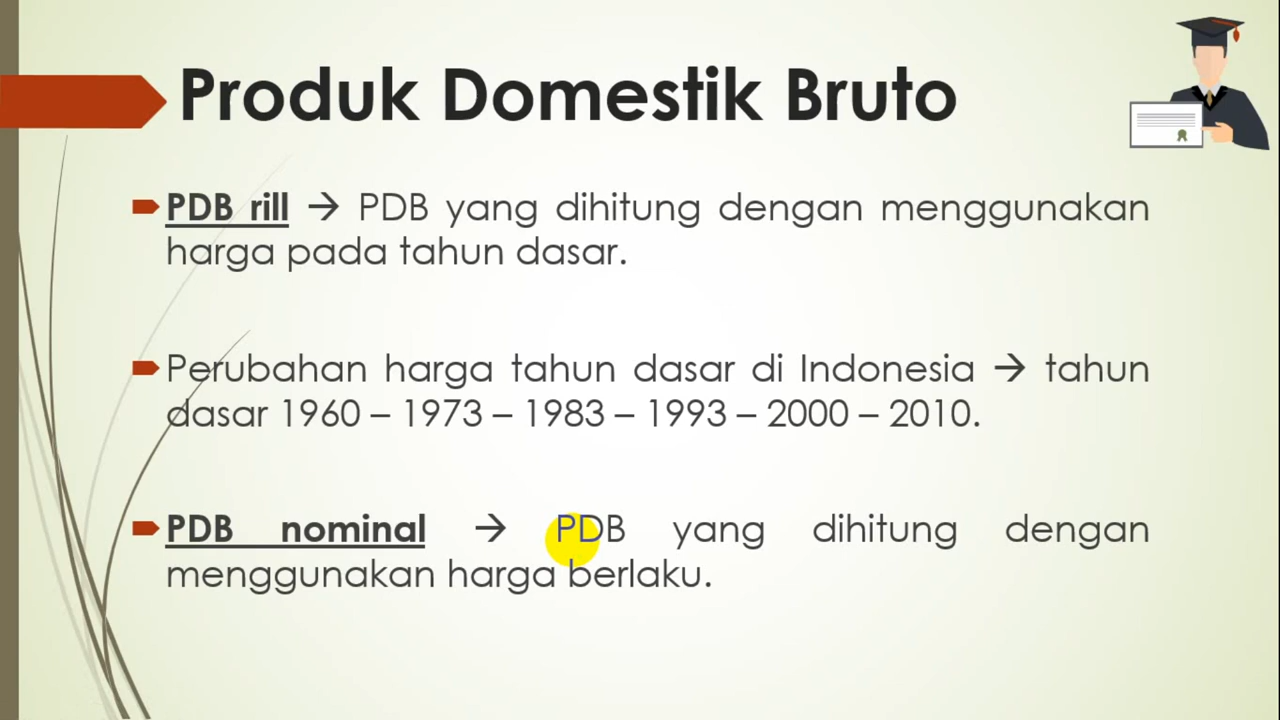 Produk Domestik Bruto
PDB rill → PDB yang dihitung dengan menggunakan
harga pada tahun dasar.
Perubahan harga tahun dasar di Indonesia → tahun
dasar 1960 – 1973 – 1983 – 1993 – 2000 – 2010.
PDB nominal → PDB yang dihitung dengan
menggunakan harga berlaku.